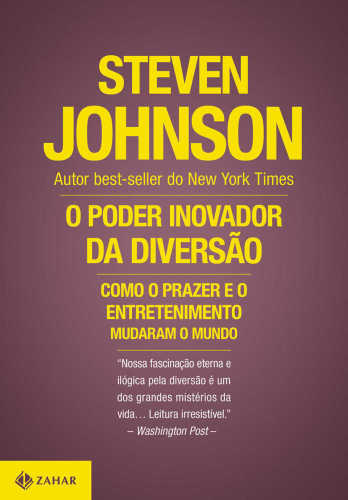 STEVEN
JOHNSON
Autor best-seller do New York Times
O PODER INOVADOR
DA DIVERSÃO
COMO O PRAZER E O
ENTRETENIMENTO
MUDARAM O MUNDO
“Nossa fascinação eterna e
ilógica pela diversão é um
dos grandes mistérios da
vida... Leitura irresistível.”
– Washington Post –
ZAHAR